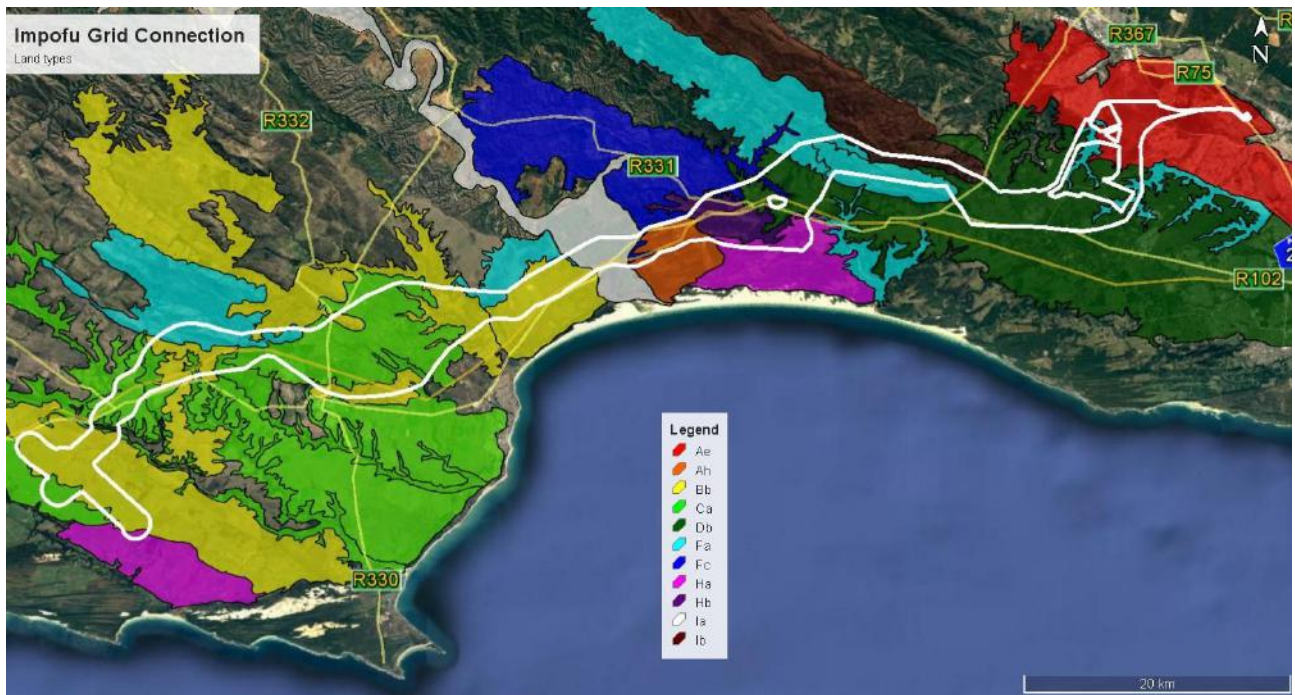 Impofu Grid Connection
Land types
N
R367
R75
R332
R331
R102
R330
Legend
Ae
Ah
Bb
Ca
Db
Fa
Fc
Ha
Hb
Ia
Ib
20 km